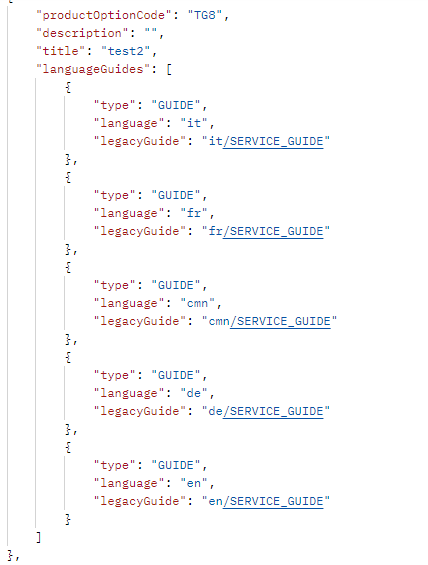 "productOptionCode": "TG8",
"description": "",
"title": "test2",
"languageGuides": [
{
"type": "GUIDE",
"language": "it",
"legacyGuide": "it/SERVICE_GUIDE"
},
{
"type": "GUIDE",
"language": "fr",
"legacyGuide": "fr/SERVICE_GUIDE"
},
{
"type": "GUIDE",
"language": "cmn",
"legacyGuide": "cmn/SERVICE_GUIDE"
},
{
"type": "GUIDE",
"language": "de",
"legacyGuide": "de/SERVICE_GUIDE"
},
{
"type": "GUIDE",
"language": "en",
"legacyGuide": "en/SERVICE_GUIDE"
}
]
},